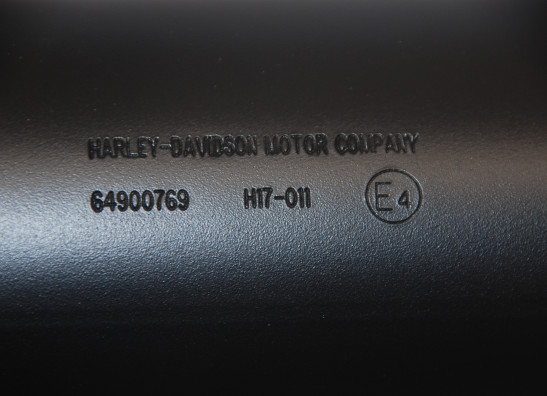 HARLEY-DAVIDSON MOTOR COMPANY
64900769 H17-011 E4